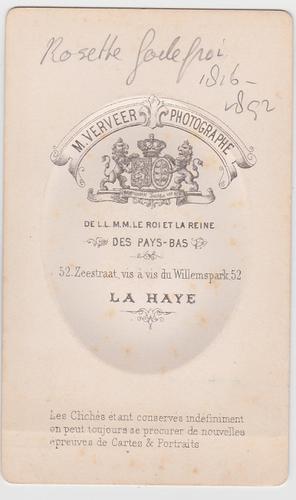 Rosette Godefroi
1816-
1892
M. VERVEER PHOTOGRAPHE
DE L.L.M.M. LE ROI ET LA REINE
DES PAYS-BAS
52. Zeestraat, vis à vis du Willemspark. 52
LA HAYE
Les Clichés étant conservés indéfiniment
on peut toujours se procurer de nouvelles
épreuves de Cartes & Portraits